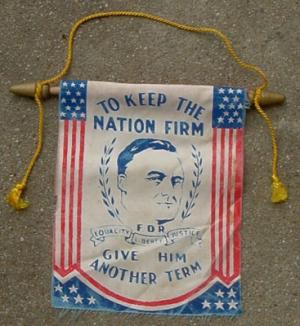 TO KEEP THE
NATION FIRM
FOR
EQUALITY LIBERTY JUSTICE
GIVE HIM
ANOTHER TERM